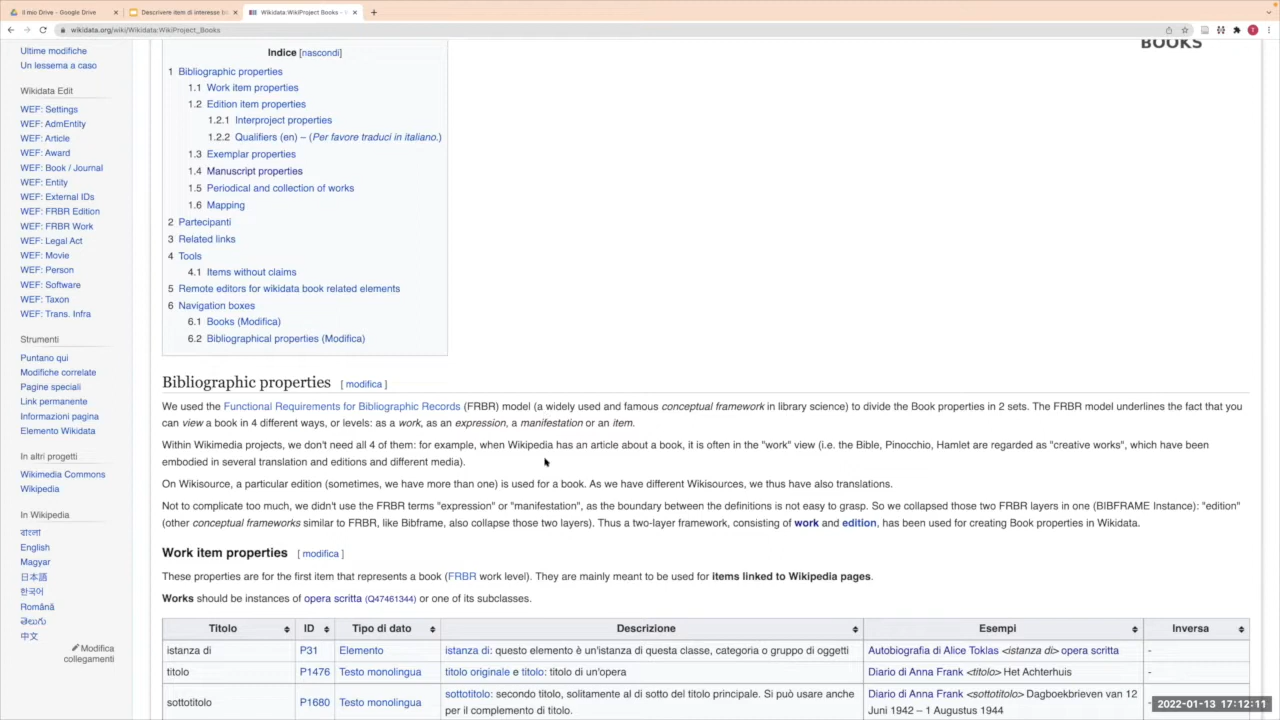 il mio Drive - Google Drive
Descrivere item di interesse b
Wikidata:WikiProject Books -
wikidata.org/wiki/Wikidata:WikiProject_Books
BOOKS
Ultime modifiche
Un lessema a caso
Wikidata Edit
WEF: Settings
WEF: AdmEntity
WEF: Article
WEF: Award
WEF: Book / Journal
WEF: Entity
WEF: External IDs
WEF: FRBR Edition
WEF: FRBR Work
WEF: Legal Act
WEF: Movie
WEF: Person
WEF: Software
WEF: Taxon
WEF: Trans. Infra
Strumenti
Puntano qui
Modifiche correlate
Pagine speciali
Link permanente
Informazioni pagina
Elemento Wikidata
In altri progetti
Wikimedia Commons
Wikipedia
In Wikipedia
বাংলা
English
Magyar
日本語
한국어
Română
తెలుగు
中文
Modifica
collegamenti
Indice [nascondi]
1 Bibliographic properties
1.1 Work item properties
1.2 Edition item properties
1.2.1 Interproject properties
1.2.2 Qualifiers (en) – (Per favore traduci in italiano.)
1.3 Exemplar properties
1.4 Manuscript properties
1.5 Periodical and collection of works
1.6 Mapping
2 Partecipanti
3 Related links
4 Tools
4.1 Items without claims
5 Remote editors for wikidata book related elements
6 Navigation boxes
6.1 Books (Modifica)
6.2 Bibliographical properties (Modifica)
Bibliographic properties [ modifica ]
We used the Functional Requirements for Bibliographic Records (FRBR) model (a widely used and famous conceptual framework in library science) to divide the Book properties in 2 sets. The FRBR model underlines the fact that you
can view a book in 4 different ways, or levels: as a work, as an expression, a manifestation or an item.
Within Wikimedia projects, we don't need all 4 of them: for example, when Wikipedia has an article about a book, it is often in the "work" view (i.e. the Bible, Pinocchio, Hamlet are regarded as "creative works", which have been
embodied in several translation and editions and different media).
On Wikisource, a particular edition (sometimes, we have more than one) is used for a book. As we have different Wikisources, we thus have also translations.
Not to complicate too much, we didn't use the FRBR terms "expression" or "manifestation", as the boundary between the definitions is not easy to grasp. So we collapsed those two FRBR layers in one (BIBFRAME Instance): "edition"
(other conceptual frameworks similar to FRBR, like Bibframe, also collapse those two layers). Thus a two-layer framework, consisting of work and edition, has been used for creating Book properties in Wikidata.
Work item properties [ modifica ]
These properties are for the first item that represents a book (FRBR work level). They are mainly meant to be used for items linked to Wikipedia pages.
Works should be instances of opera scritta (Q47461344) or one of its subclasses.
Titolo ID Tipo di dato Descrizione Esempi Inversa
istanza di P31 Elemento istanza di: questo elemento è un'istanza di questa classe, categoria o gruppo di oggetti Autobiografia di Alice Toklas <istanza di> opera scritta -
titolo P1476 Testo monolingua titolo originale e titolo: titolo di un'opera Diario di Anna Frank <titolo> Het Achterhuis -
sottotitolo P1680 Testo monolingua sottotitolo: secondo titolo, solitamente al di sotto del titolo principale. Si può usare anche
per il complemento di titolo.
Diario di Anna Frank <sottotitolo> Dagboekbrieven van 12
Juni 1942 – 1 Augustus 1944
-
2022-01-13 17:12:11